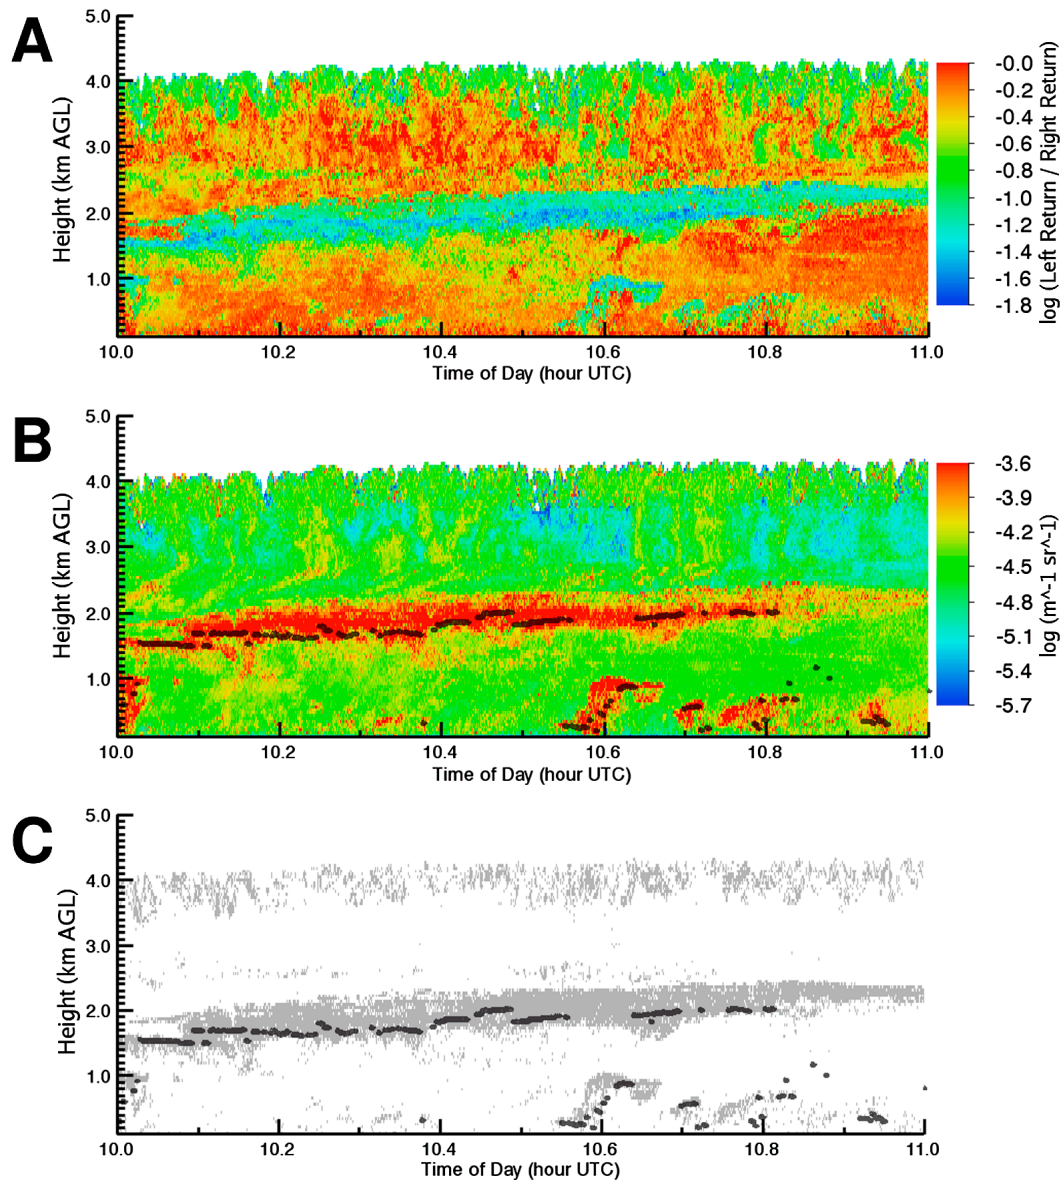 A
5.0
4.0
3.0
2.0
1.0
Height (km AGL)
10.0 10.2 10.4 10.6 10.8 11.0
Time of Day (hour UTC)
-0.0
-0.2
-0.4
-0.6
-0.8
-1.0
-1.2
-1.4
-1.6
-1.8
log (Left Return / Right Return)
B
5.0
4.0
3.0
2.0
1.0
Height (km AGL)
10.0 10.2 10.4 10.6 10.8 11.0
Time of Day (hour UTC)
-3.6
-3.9
-4.2
-4.5
-4.8
-5.1
-5.4
-5.7
log (m^-1 sr^-1)
C
5.0
4.0
3.0
2.0
1.0
Height (km AGL)
10.0 10.2 10.4 10.6 10.8 11.0
Time of Day (hour UTC)